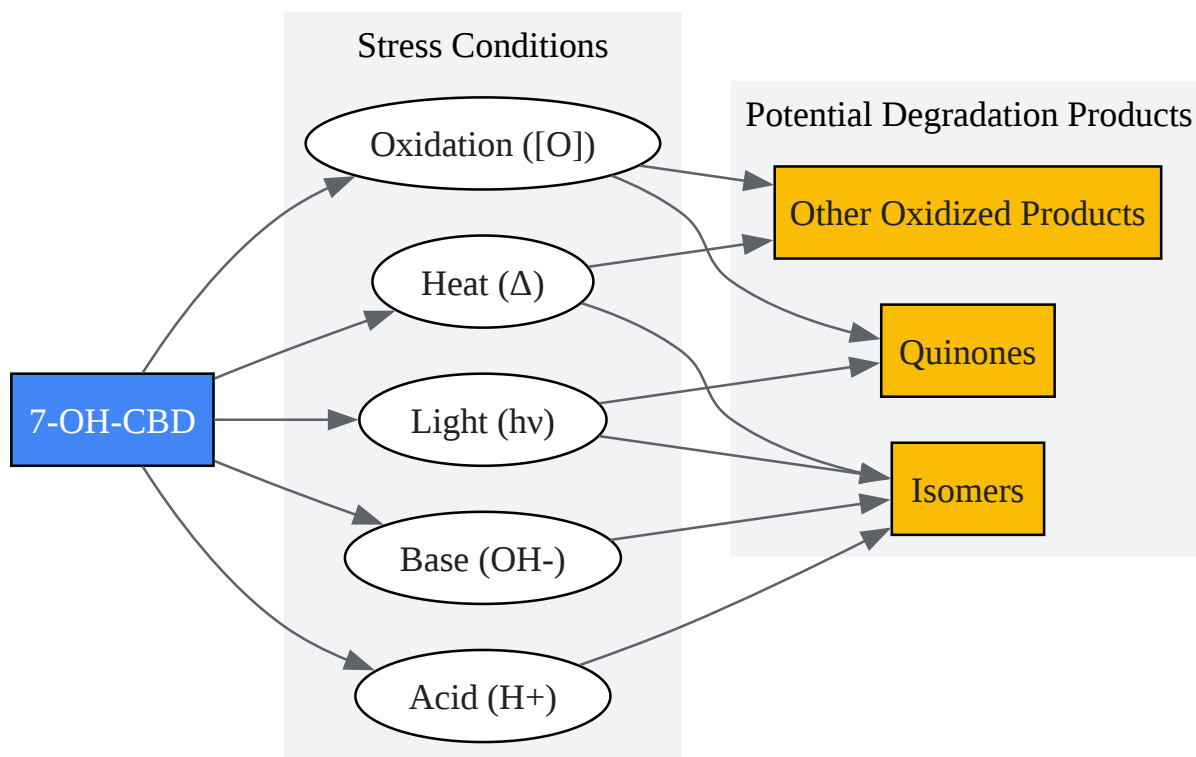 Stress Conditions
Potential Degradation Products
Oxidation ([O])
Other Oxidized Products
Heat (Δ)
Quinones
7-OH-CBD
Light (hν)
Isomers
Base (OH-)
Acid (H+)